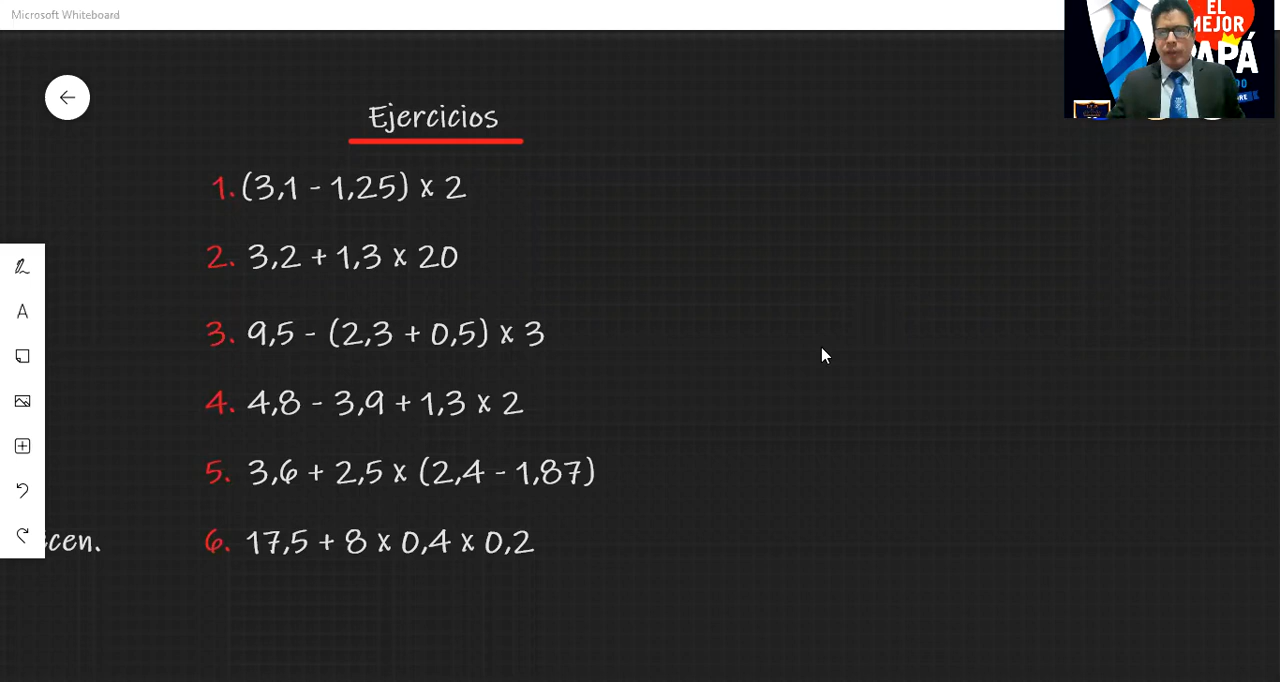 Microsoft Whiteboard
EL
MEJOR
PAPÁ
Ejercicios
1. (3,1 - 1,25) x 2
2. 3,2 + 1,3 x 20
3. 9,5 - (2,3 + 0,5) x 3
4. 4,8 - 3,9 + 1,3 x 2
5. 3,6 + 2,5 x (2,4 - 1,87)
cen.
6. 17,5 + 8 x 0,4 x 0,2